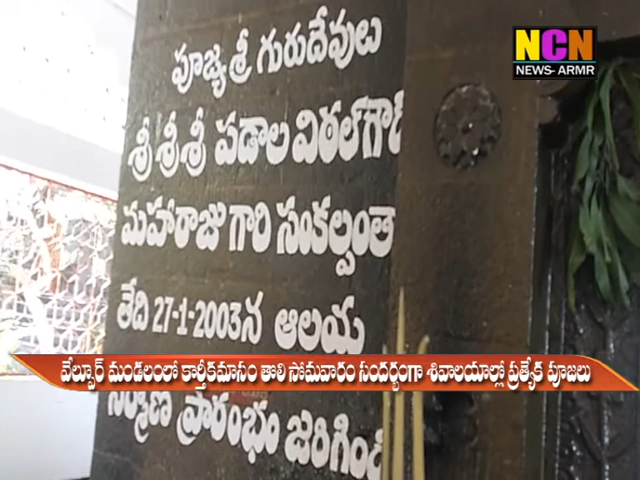 NCN
NEWS- ARMR
పూజ్య శ్రీ గురుదేవులు
శ్రీ శ్రీ శ్రీ పడాల విఠల్‌గౌడ్
మహారాజు గారి సంకల్పంతో
తేది 27-1-2003న ఆలయ
వేల్పూర్ మండలంలో కార్తీకమాసం తొలి సోమవారం సందర్భంగా శివాలయాల్లో ప్రత్యేక పూజలు
నిర్మాణ ప్రారంభం జరిగింది